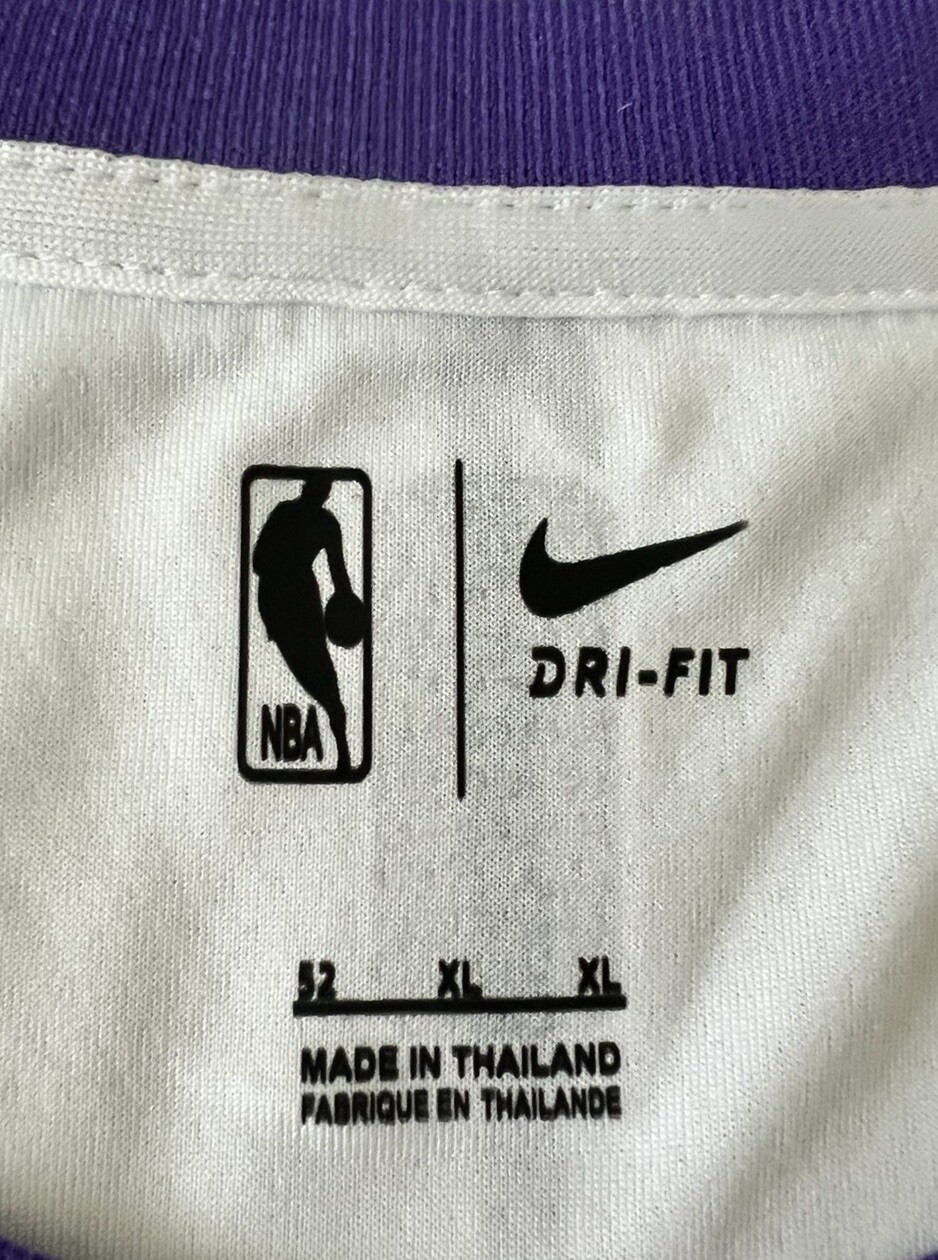 NBA
DRI-FIT
52 XL XL
MADE IN THAILAND
FABRIQUE EN THAILANDE